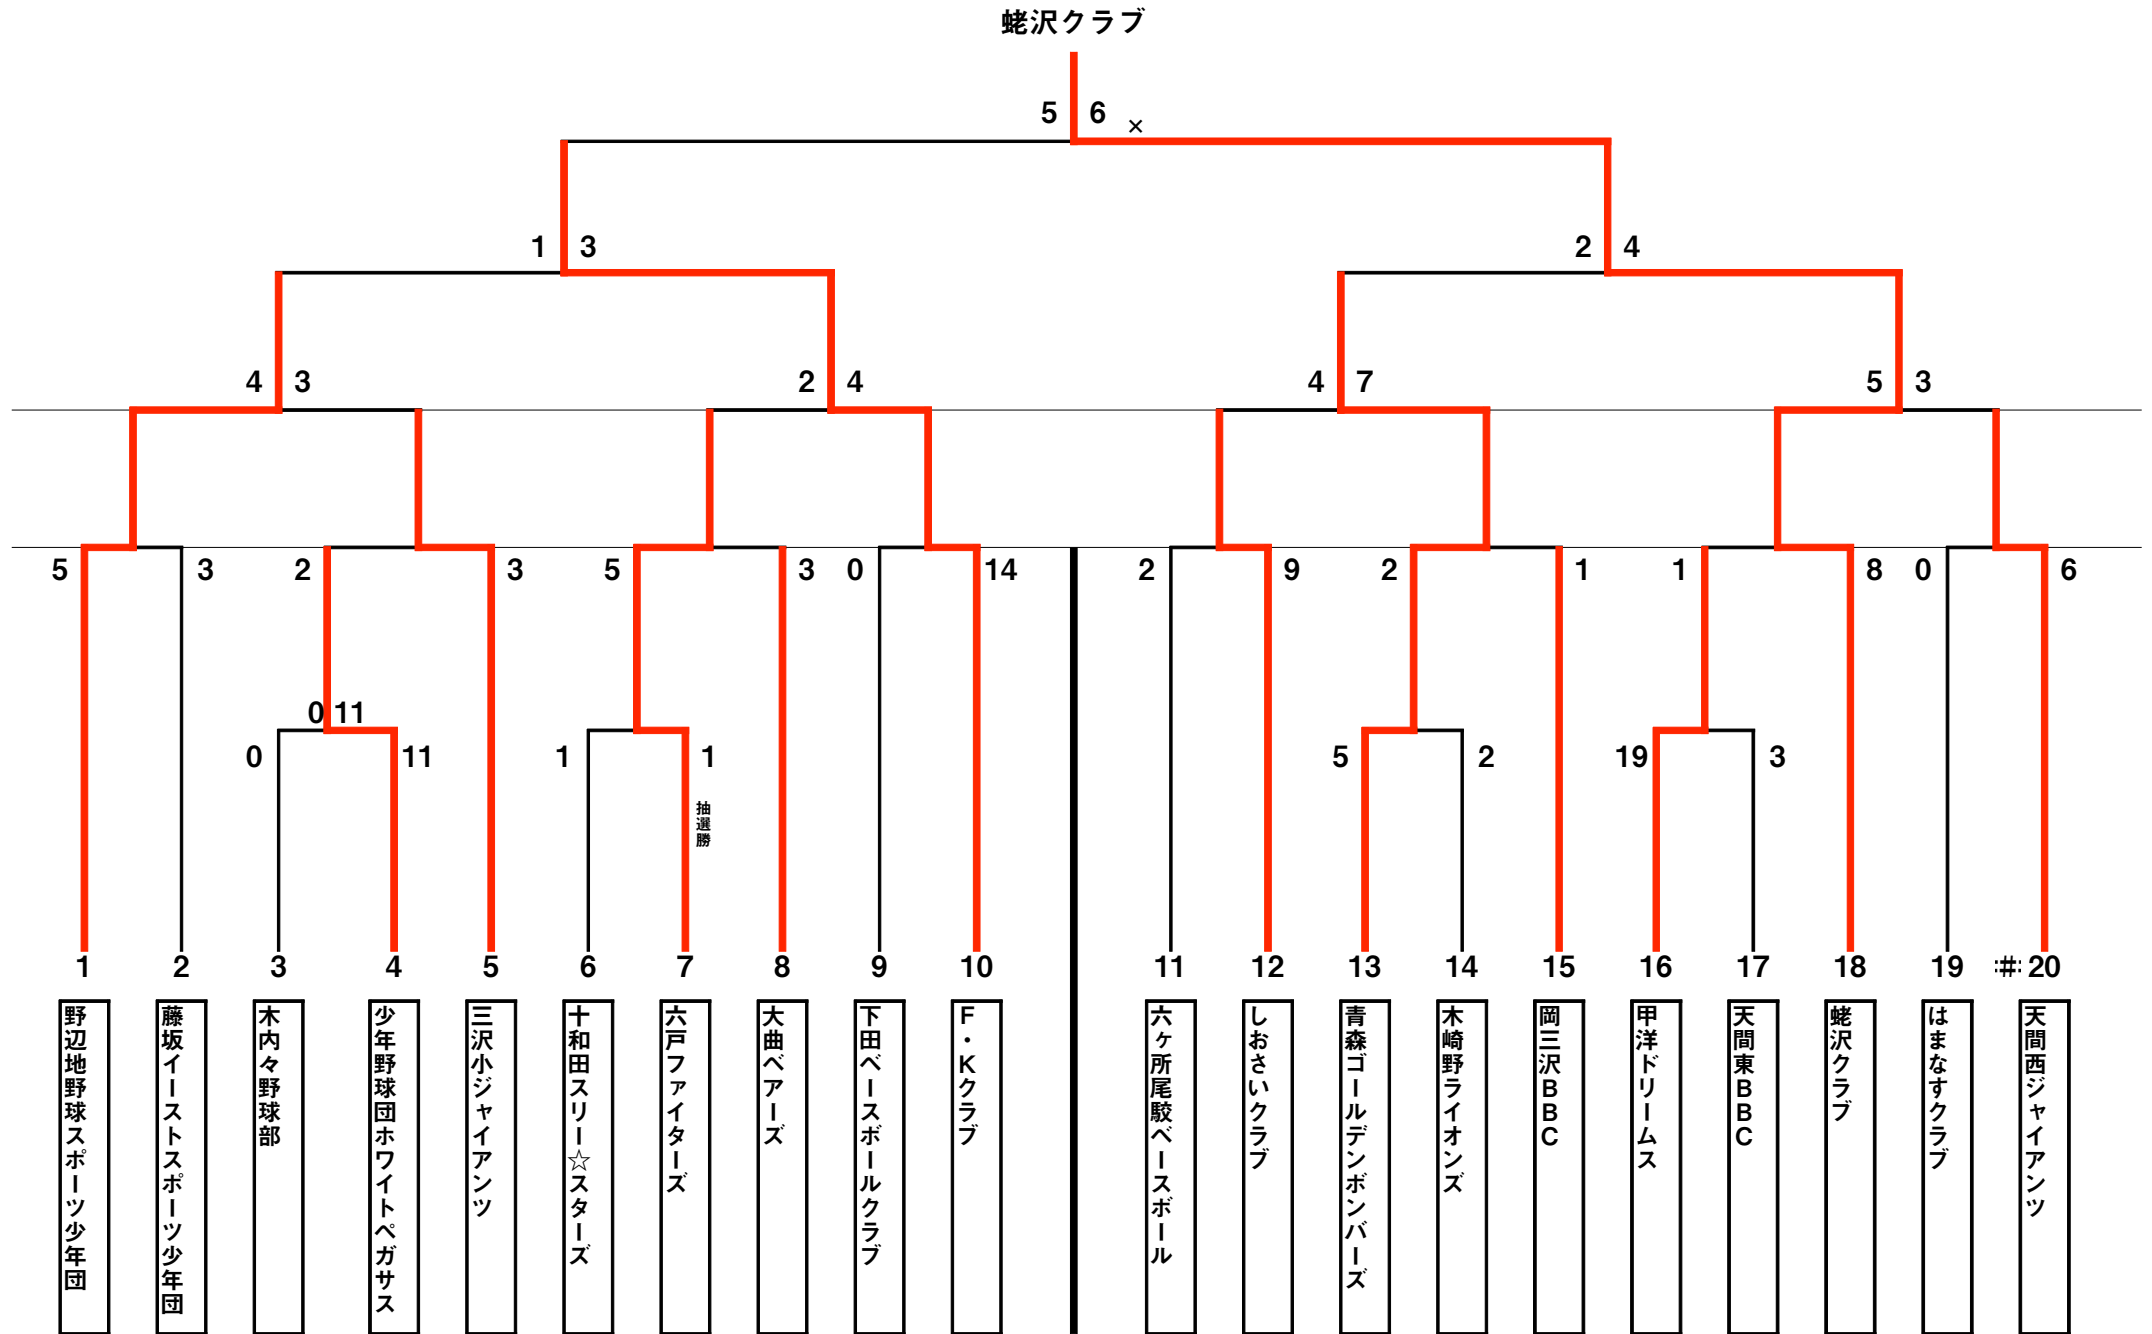 蛯沢クラブ
5 6 ×
1 3 2 4
4 3 2 4 4 7 5 3
5 3 2 3 5 3 0 14 2 9 2 1 1 8 0 6
0 11
0 11 1 1 5 2 19 3
抽選勝
1 2 3 4 5 6 7 8 9 10 11 12 13 14 15 16 17 18 19 # 20
野辺地野球スポーツ少年団
藤坂イーストスポーツ少年団
木内々野球部
少年野球団ホワイトペガサス
三沢小ジャイアンツ
十和田スリー☆スターズ
六戸ファイターズ
大曲ベアーズ
下田ベースボールクラブ
F・Kクラブ
六ヶ所尾駮ベースボール
しおさいクラブ
青森ゴールデンボンバーズ
木崎野ライオンズ
岡三沢BBC
甲洋ドリームス
天間東BBC
蛯沢クラブ
はまなすクラブ
天間西ジャイアンツ